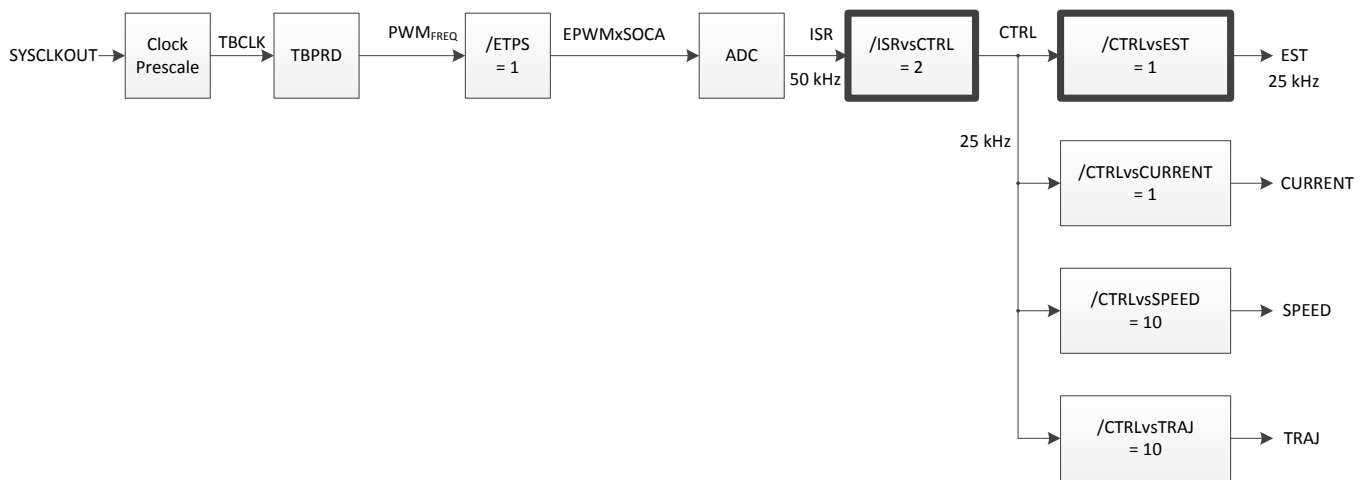 SYSCLKOUT
Clock
Prescale
TBCLK
TBPRD
PWMFREQ
/ETPS
= 1
EPWMxSOCA
ADC
ISR
50 kHz
/ISRvsCTRL
= 2
CTRL
25 kHz
/CTRLvsEST
= 1
EST
25 kHz
/CTRLvsCURRENT
= 1
CURRENT
/CTRLvsSPEED
= 10
SPEED
/CTRLvsTRAJ
= 10
TRAJ